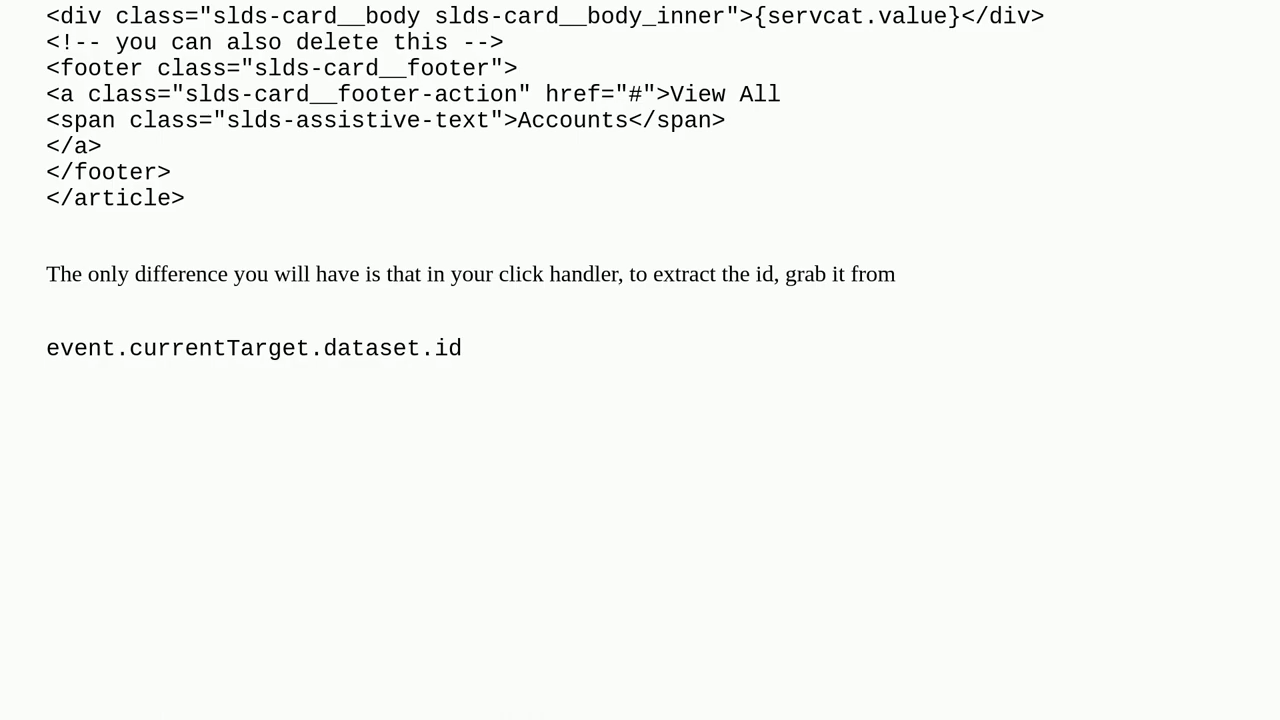 <div class="slds-card__body slds-card__body_inner">{servcat.value}</div>
<!-- you can also delete this -->
<footer class="slds-card__footer">
<a class="slds-card__footer-action" href="#">View All
<span class="slds-assistive-text">Accounts</span>
</a>
</footer>
</article>
The only difference you will have is that in your click handler, to extract the id, grab it from
event.currentTarget.dataset.id